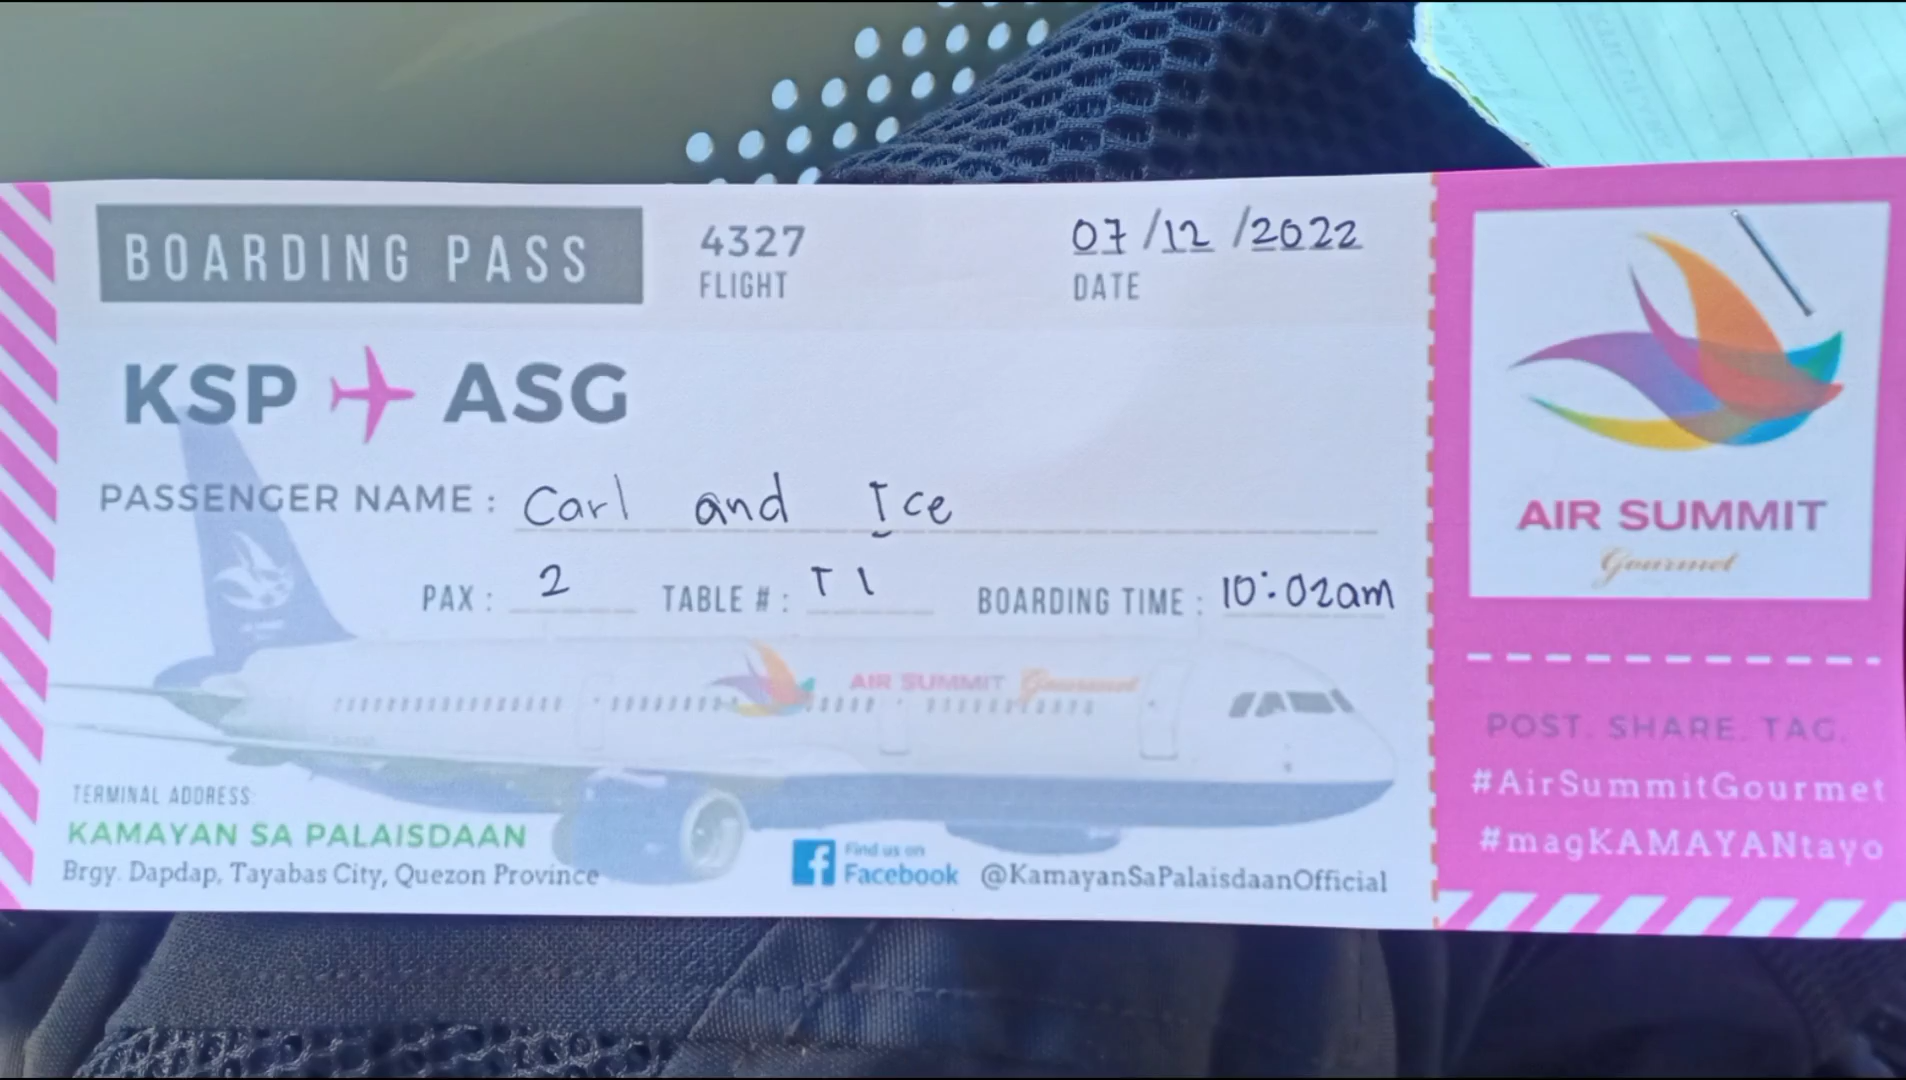 BOARDING PASS
4327
FLIGHT
07/12/2022
DATE
KSP ASG
PASSENGER NAME : Carl and Ice
PAX : 2 TABLE # : T1 BOARDING TIME : 10:02am
AIR SUMMIT Gourmet
TERMINAL ADDRESS:
KAMAYAN SA PALAISDAAN
Brgy. Dapdap, Tayabas City, Quezon Province
Find us on
Facebook @KamayanSaPalaisdaanOfficial
AIR SUMMIT
Gourmet
POST. SHARE. TAG.
#AirSummitGourmet
#magKAMAYANtayo